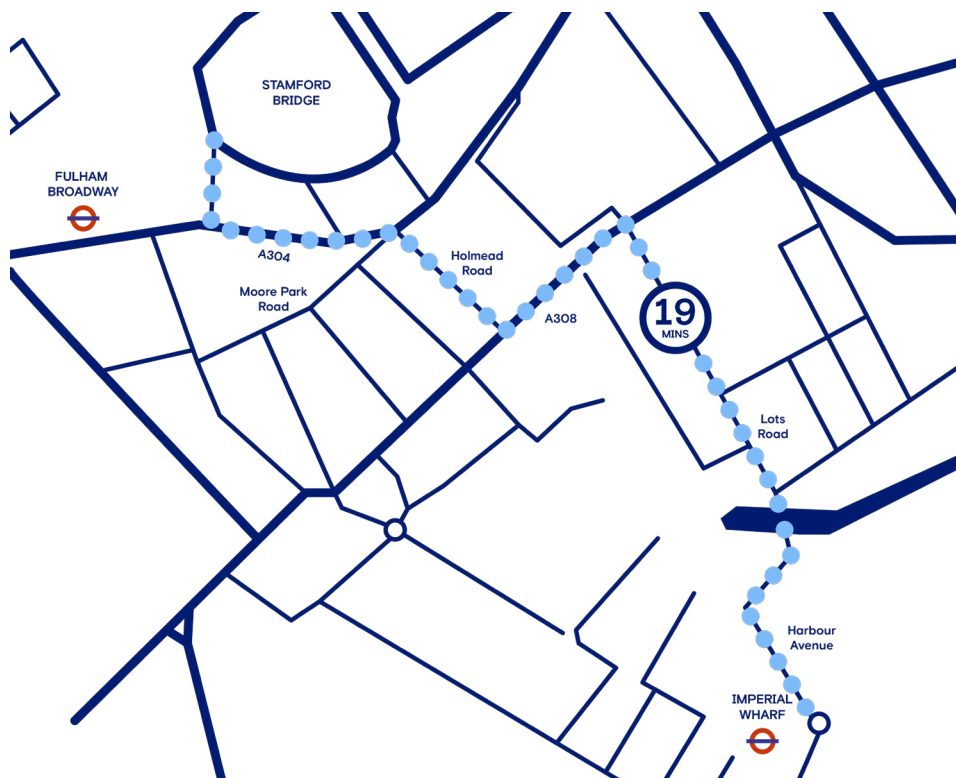 STAMFORD
BRIDGE
FULHAM
BROADWAY
A304
Holmead
Road
Moore Park
Road
A308
19
MINS
Lots
Road
Harbour
Avenue
IMPERIAL
WHARF